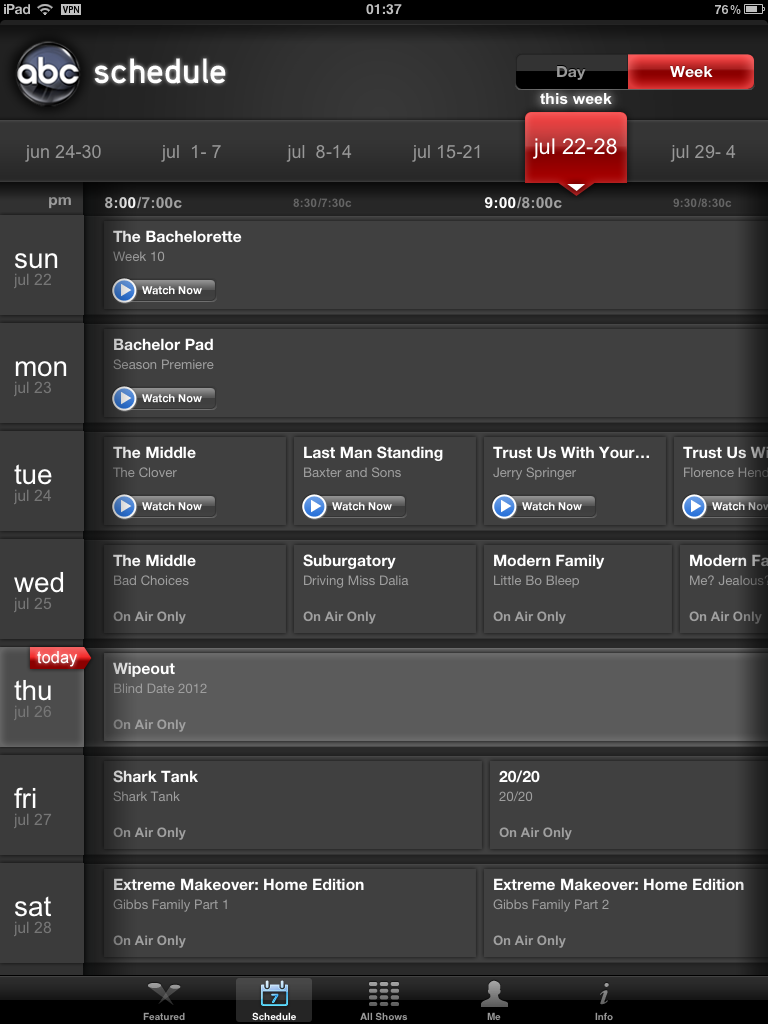 iPad VPN 01:37 76%
abc schedule
Day Week
this week
jun 24-30 jul 1-7 jul 8-14 jul 15-21 jul 22-28 jul 29-4
pm 8:00/7:00c 8:30/7:30c 9:00/8:00c 9:30/8:30c
sun
jul 22
The Bachelorette
Week 10
Watch Now
mon
jul 23
Bachelor Pad
Season Premiere
Watch Now
tue
jul 24
The Middle Last Man Standing Trust Us With Your... Trust Us Wi
The Clover Baxter and Sons Jerry Springer Florence Hend
Watch Now Watch Now Watch Now Watch Now
wed
jul 25
The Middle Suburgatory Modern Family Modern Fa
Bad Choices Driving Miss Dalia Little Bo Bleep Me? Jealous?
On Air Only On Air Only On Air Only On Air Only
today
thu
jul 26
Wipeout
Blind Date 2012
On Air Only
fri
jul 27
Shark Tank 20/20
Shark Tank 20/20
On Air Only On Air Only
sat
jul 28
Extreme Makeover: Home Edition Extreme Makeover: Home Edition
Gibbs Family Part 1 Gibbs Family Part 2
On Air Only On Air Only
7
Featured Schedule All Shows Me Info